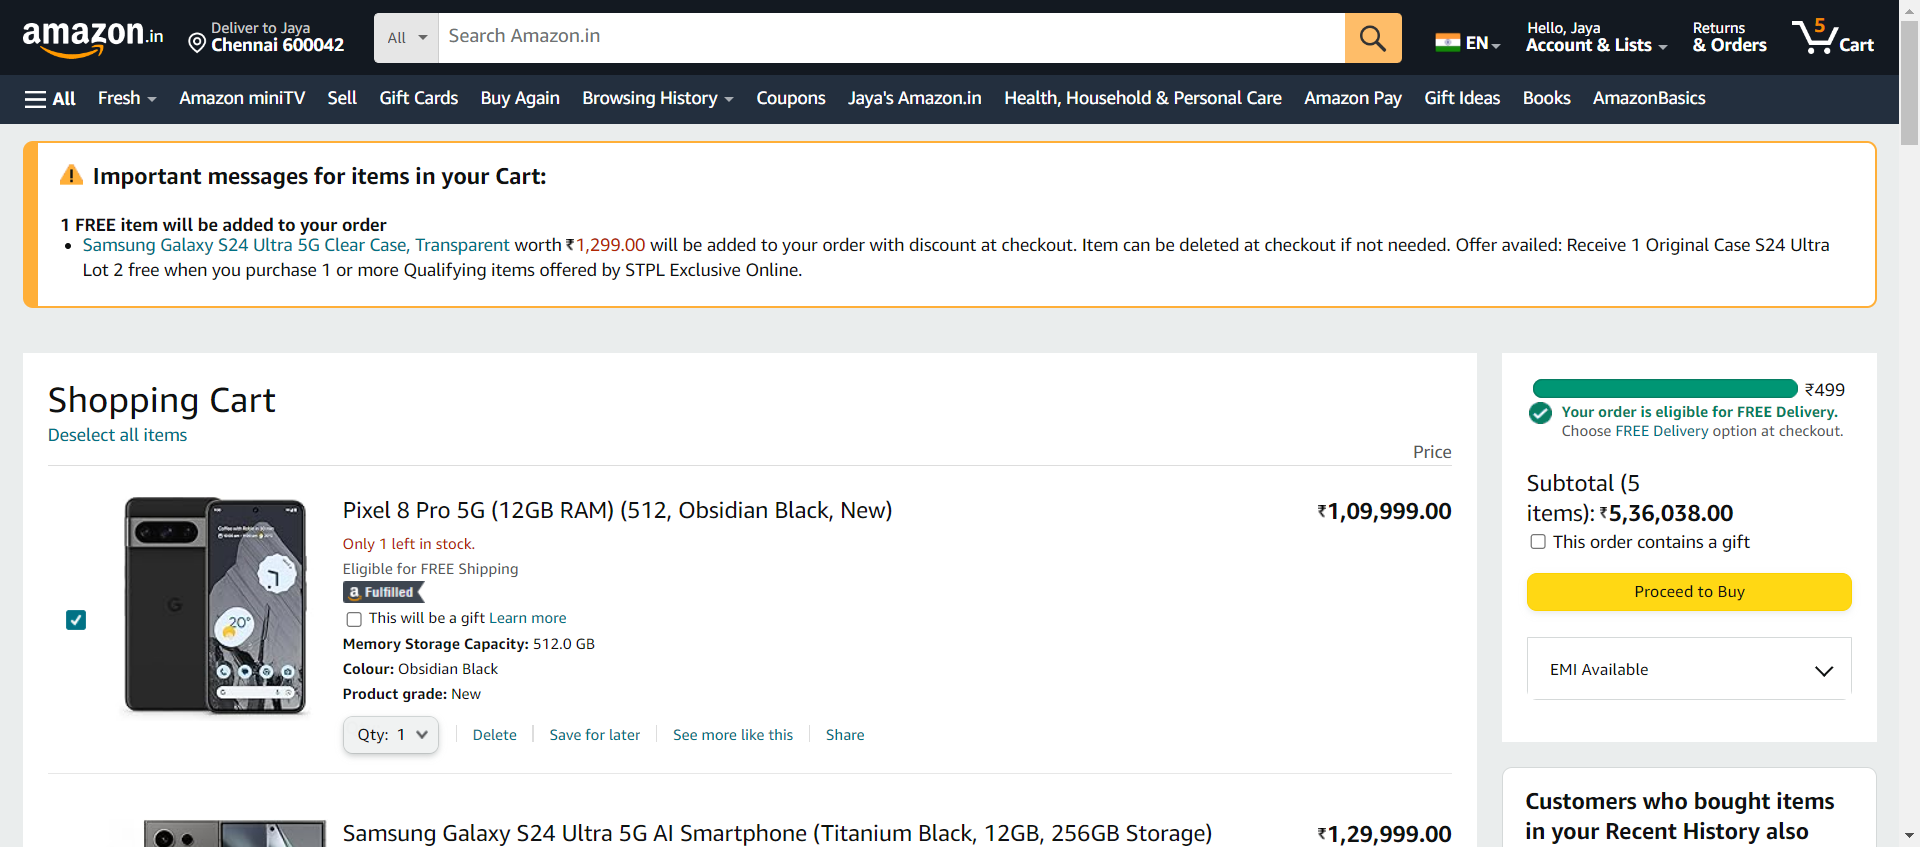 amazon.in
Deliver to Jaya
Chennai 600042
All
Search Amazon.in
EN
Hello, Jaya
Account & Lists
Returns
& Orders
5
Cart
All
Fresh
Amazon miniTV
Sell
Gift Cards
Buy Again
Browsing History
Coupons
Jaya's Amazon.in
Health, Household & Personal Care
Amazon Pay
Gift Ideas
Books
AmazonBasics
Important messages for items in your Cart:
1 FREE item will be added to your order
• Samsung Galaxy S24 Ultra 5G Clear Case, Transparent worth ₹1,299.00 will be added to your order with discount at checkout. Item can be deleted at checkout if not needed. Offer availed: Receive 1 Original Case S24 Ultra
Lot 2 free when you purchase 1 or more Qualifying items offered by STPL Exclusive Online.
Shopping Cart
Deselect all items
Price
Pixel 8 Pro 5G (12GB RAM) (512, Obsidian Black, New)
₹1,09,999.00
Only 1 left in stock.
Eligible for FREE Shipping
a Fulfilled
This will be a gift Learn more
Memory Storage Capacity: 512.0 GB
Colour: Obsidian Black
Product grade: New
Qty: 1
Delete
Save for later
See more like this
Share
20°
Samsung Galaxy S24 Ultra 5G AI Smartphone (Titanium Black, 12GB, 256GB Storage)
₹1,29,999.00
₹499
Your order is eligible for FREE Delivery.
Choose FREE Delivery option at checkout.
Subtotal (5
items): ₹5,36,038.00
This order contains a gift
Proceed to Buy
EMI Available
Customers who bought items
in your Recent History also